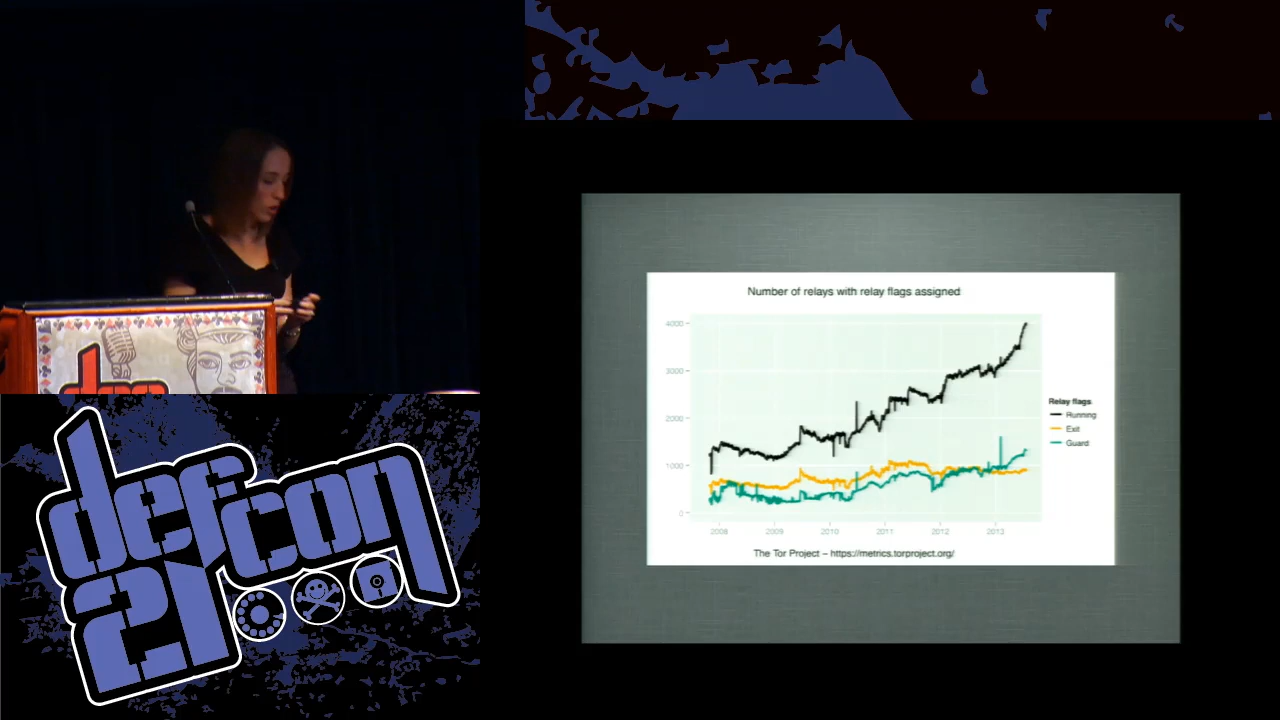 Number of relays with relay flags assigned
4000
3000
2000
1000
0
2008 2009 2010 2011 2012 2013
Relay flags
Running
Exit
Guard
The Tor Project – https://metrics.torproject.org/
defcon
21